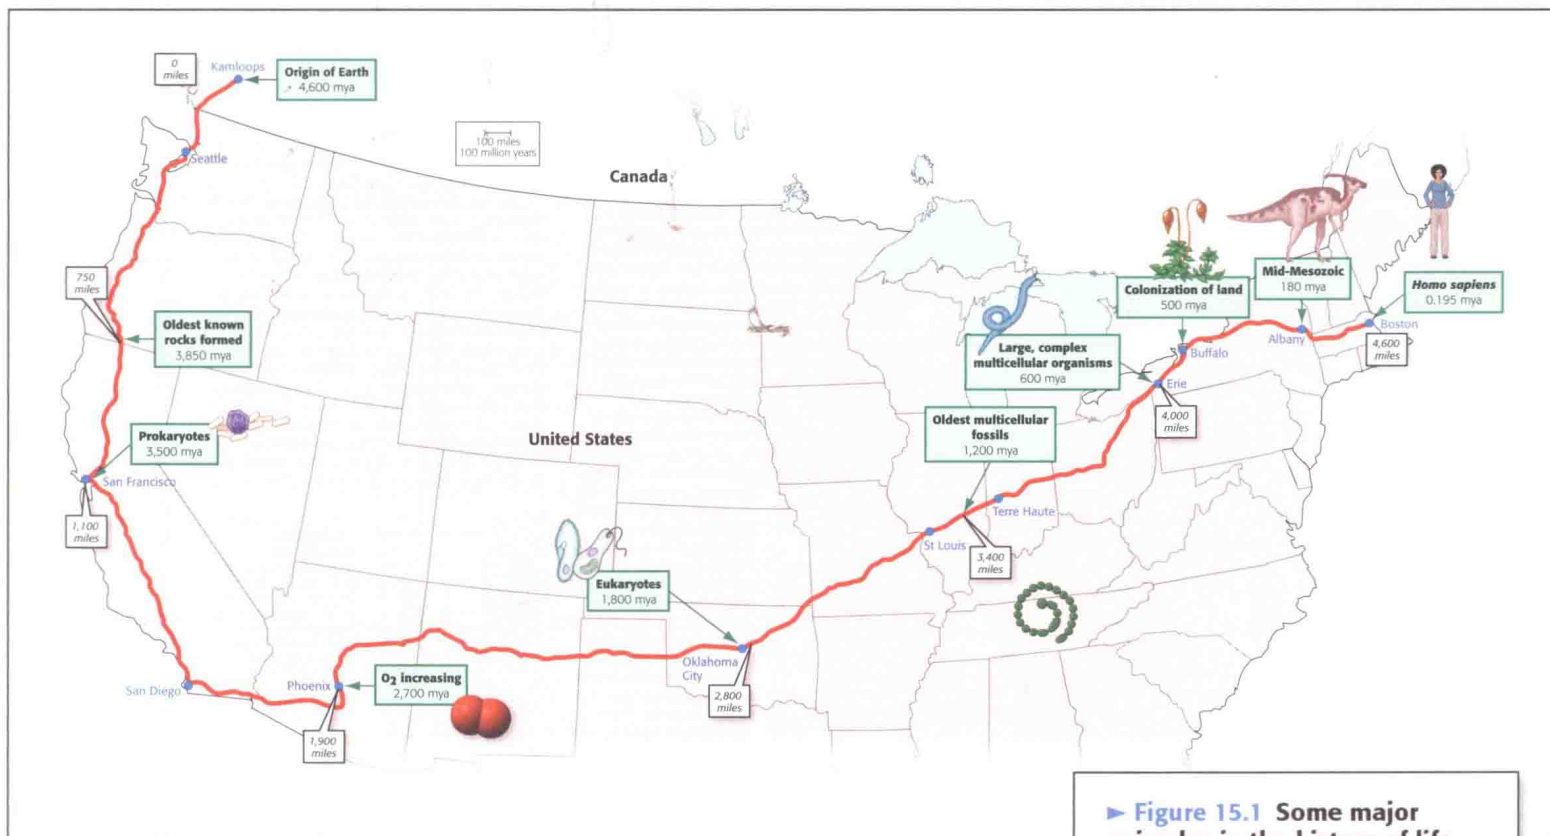 0
miles
Kamloops
Origin of Earth
4,600 mya
Seattle
100 miles
100 million years
Canada
750
miles
Oldest known
rocks formed
3,850 mya
Prokaryotes
3,500 mya
San Francisco
1,100
miles
San Diego
Phoenix
O₂ increasing
2,700 mya
1,900
miles
United States
Eukaryotes
1,800 mya
Oklahoma
City
2,800
miles
St Louis
Oldest multicellular
fossils
1,200 mya
Terre Haute
3,400
miles
Large, complex
multicellular organisms
600 mya
Erie
4,000
miles
Colonization of land
500 mya
Buffalo
Mid-Mesozoic
180 mya
Albany
Homo sapiens
0.195 mya
Boston
4,600
miles
► Figure 15.1 Some major
in the history of life